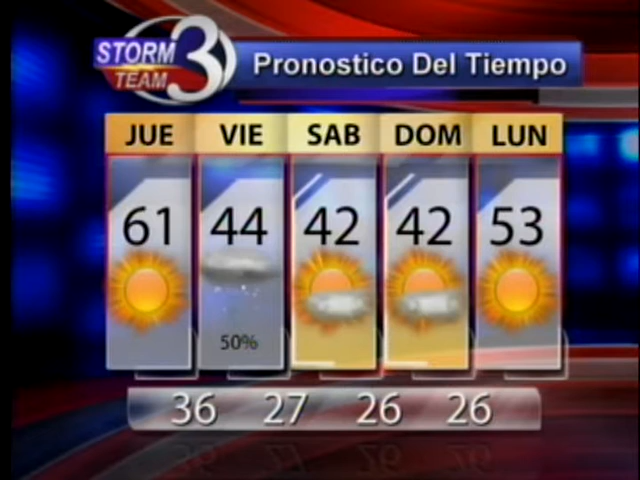 STORM 3
TEAM
Pronostico Del Tiempo
JUE VIE SAB DOM LUN
61 44 42 42 53
50%
36 27 26 26